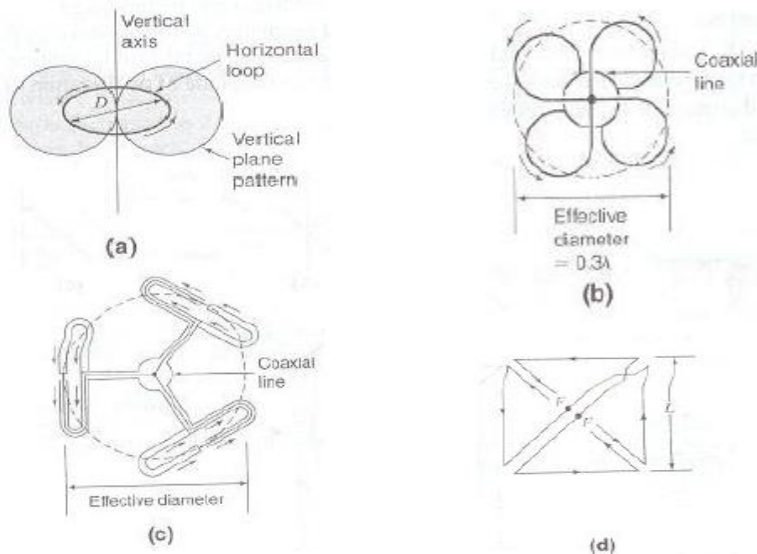 Vertical
axis
Horizontal
loop
D
Vertical
plane
pattern
(a)
Coaxial
line
Effective
diameter
= 0.3λ
(b)
Coaxial
line
Effective diameter
(c)
F
F
L
(d)